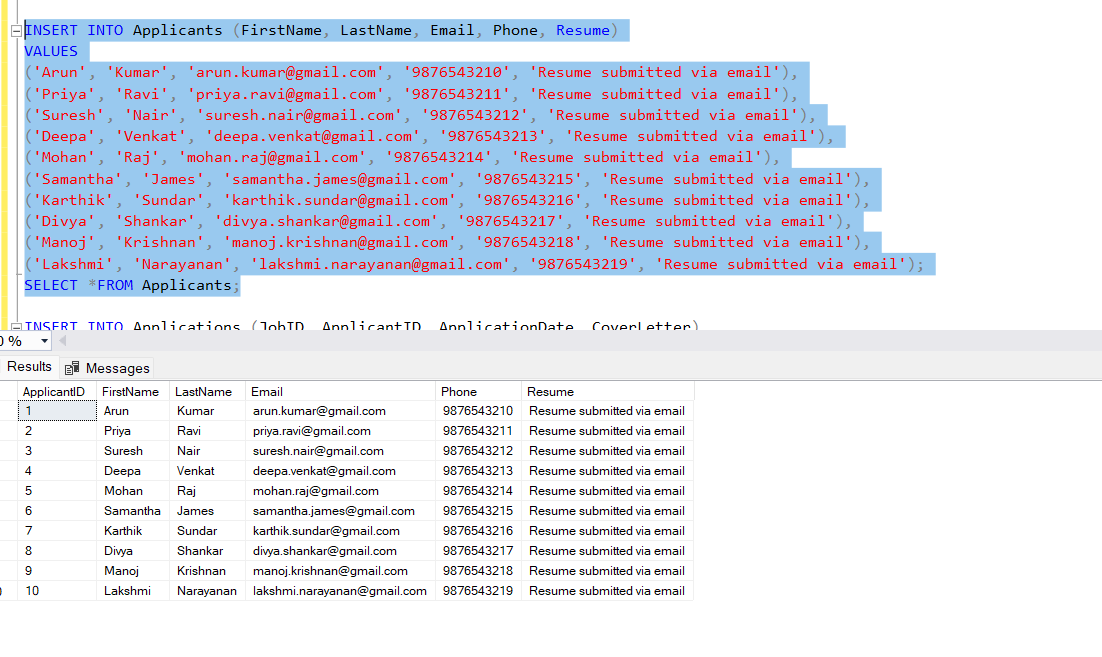 INSERT INTO Applicants (FirstName, LastName, Email, Phone, Resume)
VALUES
('Arun', 'Kumar', 'arun.kumar@gmail.com', '9876543210', 'Resume submitted via email'),
('Priya', 'Ravi', 'priya.ravi@gmail.com', '9876543211', 'Resume submitted via email'),
('Suresh', 'Nair', 'suresh.nair@gmail.com', '9876543212', 'Resume submitted via email'),
('Deepa', 'Venkat', 'deepa.venkat@gmail.com', '9876543213', 'Resume submitted via email'),
('Mohan', 'Raj', 'mohan.raj@gmail.com', '9876543214', 'Resume submitted via email'),
('Samantha', 'James', 'samantha.james@gmail.com', '9876543215', 'Resume submitted via email'),
('Karthik', 'Sundar', 'karthik.sundar@gmail.com', '9876543216', 'Resume submitted via email'),
('Divya', 'Shankar', 'divya.shankar@gmail.com', '9876543217', 'Resume submitted via email'),
('Manoj', 'Krishnan', 'manoj.krishnan@gmail.com', '9876543218', 'Resume submitted via email'),
('Lakshmi', 'Narayanan', 'lakshmi.narayanan@gmail.com', '9876543219', 'Resume submitted via email');
SELECT *FROM Applicants;
INSERT INTO Applications (JobID, ApplicantID, ApplicationDate, CoverLetter)
0 %
Results Messages
ApplicantID FirstName LastName Email Phone Resume
1 Arun Kumar arun.kumar@gmail.com 9876543210 Resume submitted via email
2 Priya Ravi priya.ravi@gmail.com 9876543211 Resume submitted via email
3 Suresh Nair suresh.nair@gmail.com 9876543212 Resume submitted via email
4 Deepa Venkat deepa.venkat@gmail.com 9876543213 Resume submitted via email
5 Mohan Raj mohan.raj@gmail.com 9876543214 Resume submitted via email
6 Samantha James samantha.james@gmail.com 9876543215 Resume submitted via email
7 Karthik Sundar karthik.sundar@gmail.com 9876543216 Resume submitted via email
8 Divya Shankar divya.shankar@gmail.com 9876543217 Resume submitted via email
9 Manoj Krishnan manoj.krishnan@gmail.com 9876543218 Resume submitted via email
10 Lakshmi Narayanan lakshmi.narayanan@gmail.com 9876543219 Resume submitted via email